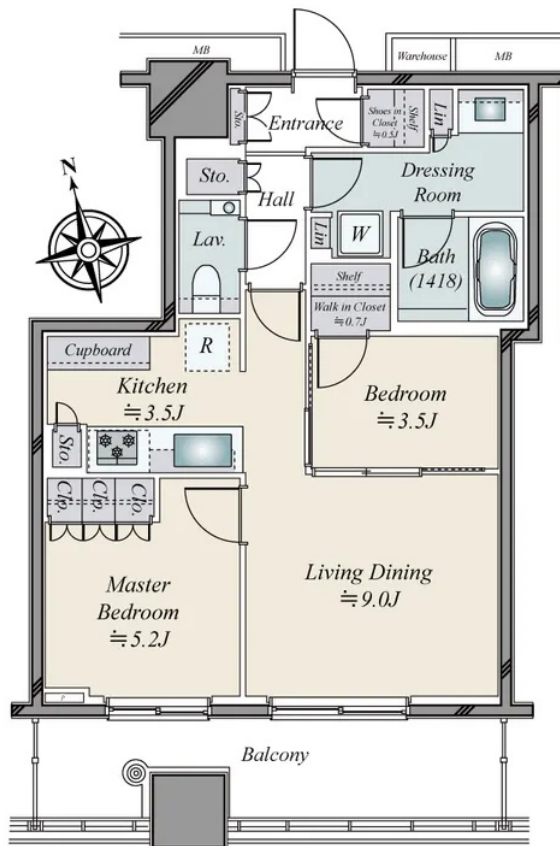 MB
Warehouse
MB
Sto.
Entrance
Shoes in
Closet
≒0.5J
Shelf
Lin
Sto.
Hall
Dressing
Room
Lav.
Lin
W
Bath
(1418)
Shelf
Walk in Closet
≒0.7J
N
Cupboard
R
Kitchen
≒3.5J
Bedroom
≒3.5J
Sto.
Clo.
Clo.
Clo.
Master
Bedroom
≒5.2J
Living Dining
≒9.0J
P
Balcony